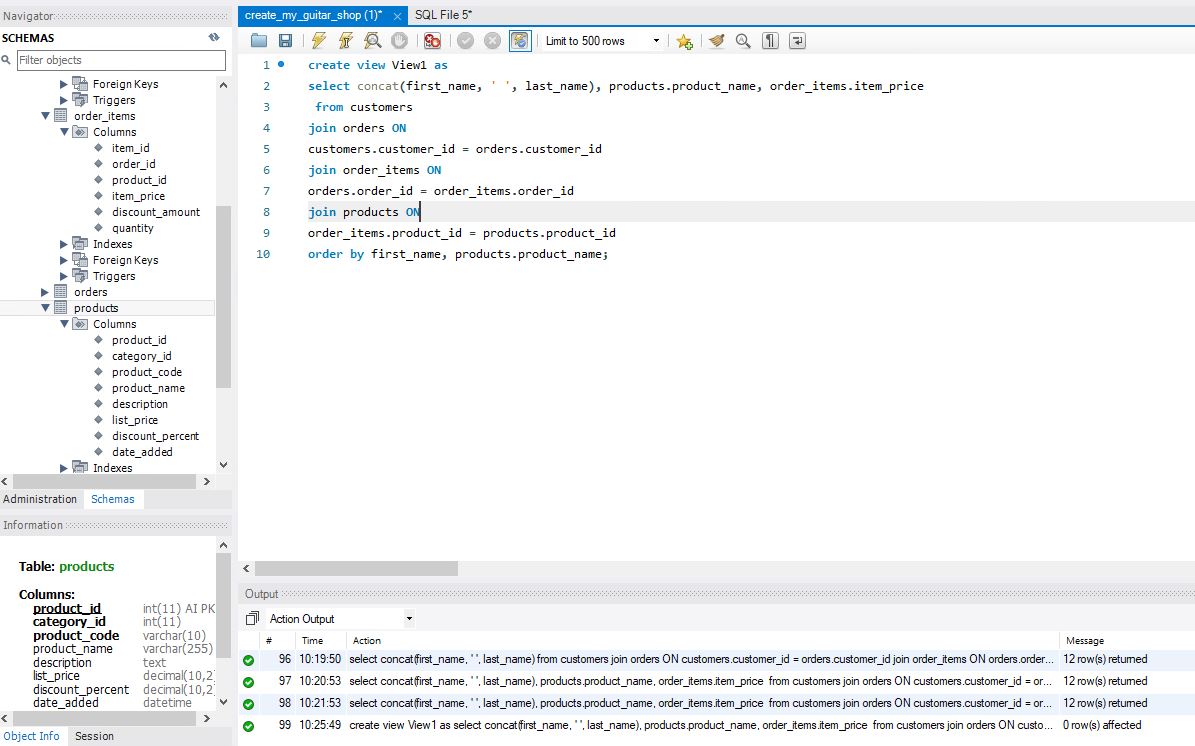 Navigator
SCHEMAS
Filter objects
Foreign Keys
Triggers
order_items
Columns
item_id
order_id
product_id
item_price
discount_amount
quantity
Indexes
Foreign Keys
Triggers
orders
products
Columns
product_id
category_id
product_code
product_name
description
list_price
discount_percent
date_added
Indexes
Administration Schemas
Information
Table: products
Columns:
product_id int(11) AI PK
category_id int(11)
product_code varchar(10)
product_name varchar(255)
description text
list_price decimal(10,2
discount_percent decimal(10,2
date_added datetime
Object Info Session
create_my_guitar_shop (1)* SQL File 5*
Limit to 500 rows
1 create view View1 as
2 select concat(first_name, ' ', last_name), products.product_name, order_items.item_price
3 from customers
4 join orders ON
5 customers.customer_id = orders.customer_id
6 join order_items ON
7 orders.order_id = order_items.order_id
8 join products ON
9 order_items.product_id = products.product_id
10 order by first_name, products.product_name;
Output
Action Output
# Time Action Message
96 10:19:50 select concat(first_name, ' ', last_name) from customers join orders ON customers.customer_id = orders.customer_id join order_items ON orders.order... 12 row(s) returned
97 10:20:53 select concat(first_name, ' ', last_name), products.product_name, order_items.item_price from customers join orders ON customers.customer_id = or... 12 row(s) returned
98 10:21:53 select concat(first_name, ' ', last_name), products.product_name, order_items.item_price from customers join orders ON customers.customer_id = or... 12 row(s) returned
99 10:25:49 create view View1 as select concat(first_name, ' ', last_name), products.product_name, order_items.item_price from customers join orders ON custo... 0 row(s) affected